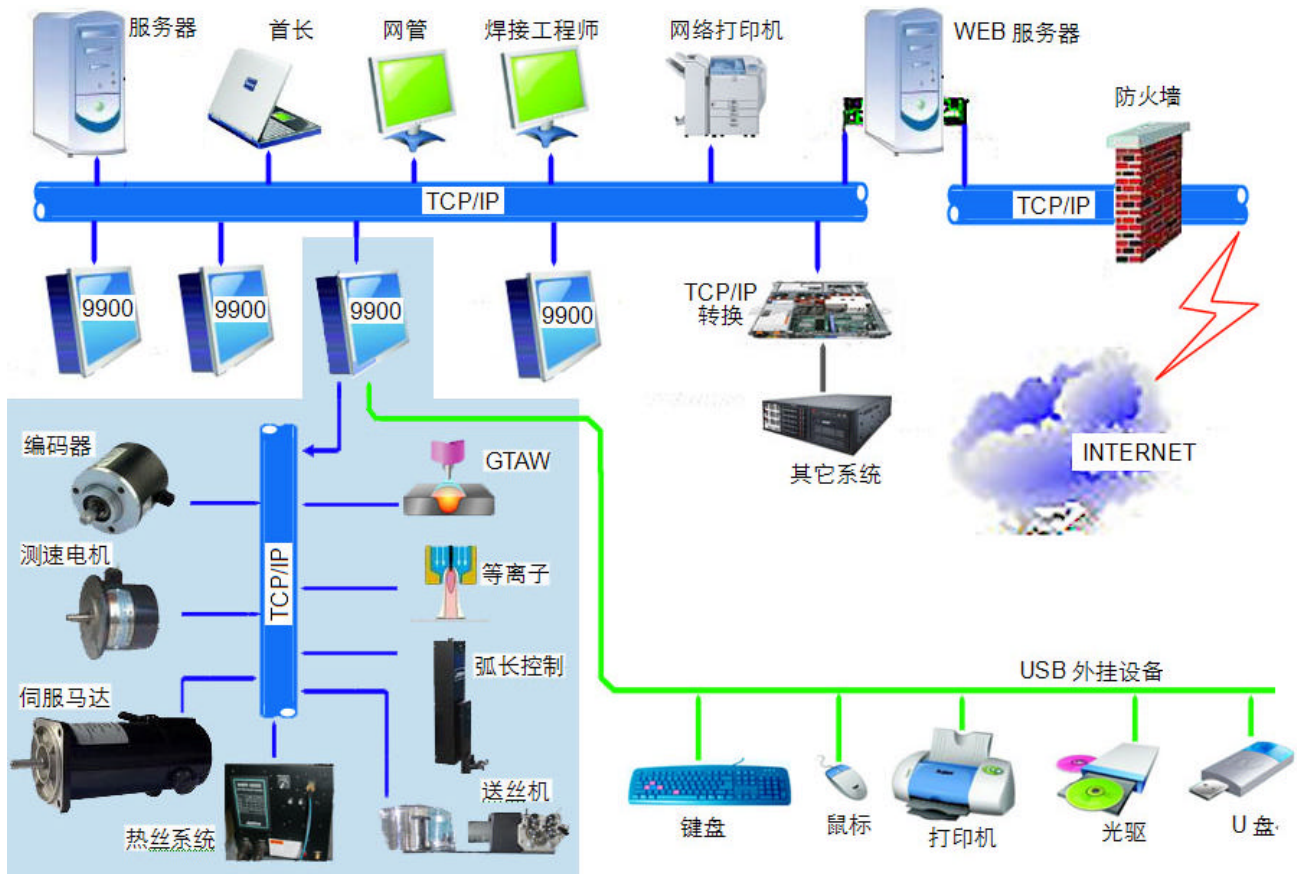 服务器
首长
网管
焊接工程师
网络打印机
WEB 服务器
防火墙
TCP/IP
TCP/IP
9900
9900
9900
9900
TCP/IP
转换
其它系统
INTERNET
编码器
GTAW
测速电机
TCP/IP
等离子
弧长控制
伺服马达
送丝机
热丝系统
USB 外挂设备
键盘
鼠标
打印机
光驱
U 盘